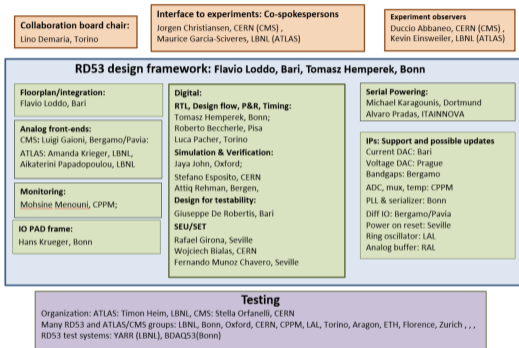 Collaboration board chair:
Lino Demaria, Torino
Interface to experiments: Co-spokespersons
Jorgen Christiansen, CERN (CMS) ,
Maurice Garcia-Sciveres, LBNL (ATLAS)
Experiment observers
Duccio Abbaneo, CERN (CMS) ,
Kevin Einsweiler, LBNL (ATLAS)
RD53 design framework: Flavio Loddo, Bari, Tomasz Hemperek, Bonn
Floorplan/integration:
Flavio Loddo, Bari
Analog front-ends:
CMS: Luigi Gaioni, Bergamo/Pavia:
ATLAS: Amanda Krieger, LBNL,
Aikaterini Papadopoulou, LBNL
Monitoring:
Mohsine Menouni, CPPM;
IO PAD frame:
Hans Krueger, Bonn
Digital:
RTL, Design flow, P&R, Timing:
Tomasz Hemperek, Bonn;
Roberto Beccherle, Pisa
Luca Pacher, Torino
Simulation & Verification:
Jaya John, Oxford;
Stefano Esposito, CERN
Attiq Rehman, Bergen,
Design for testability:
Giuseppe De Robertis, Bari
SEU/SET
Rafael Girona, Seville
Wojciech Bialas, CERN
Fernando Munoz Chavero, Seville
Serial Powering:
Michael Karagounis, Dortmund
Alvaro Pradas, ITAINNOVA
IPs: Support and possible updates
Current DAC: Bari
Voltage DAC: Prague
Bandgaps: Bergamo
ADC, mux, temp: CPPM
PLL & serializer: Bonn
Diff IO: Bergamo/Pavia
Power on reset: Seville
Ring oscillator: LAL
Analog buffer: RAL
Testing
Organization: ATLAS: Timon Heim, LBNL, CMS: Stella Orfanelli, CERN
Many RD53 and ATLAS/CMS groups: LBNL, Bonn, Oxford, CERN, CPPM, LAL, Torino, Aragon, ETH, Florence, Zurich , , ,
RD53 test systems: YARR (LBNL), BDAQ53(Bonn)